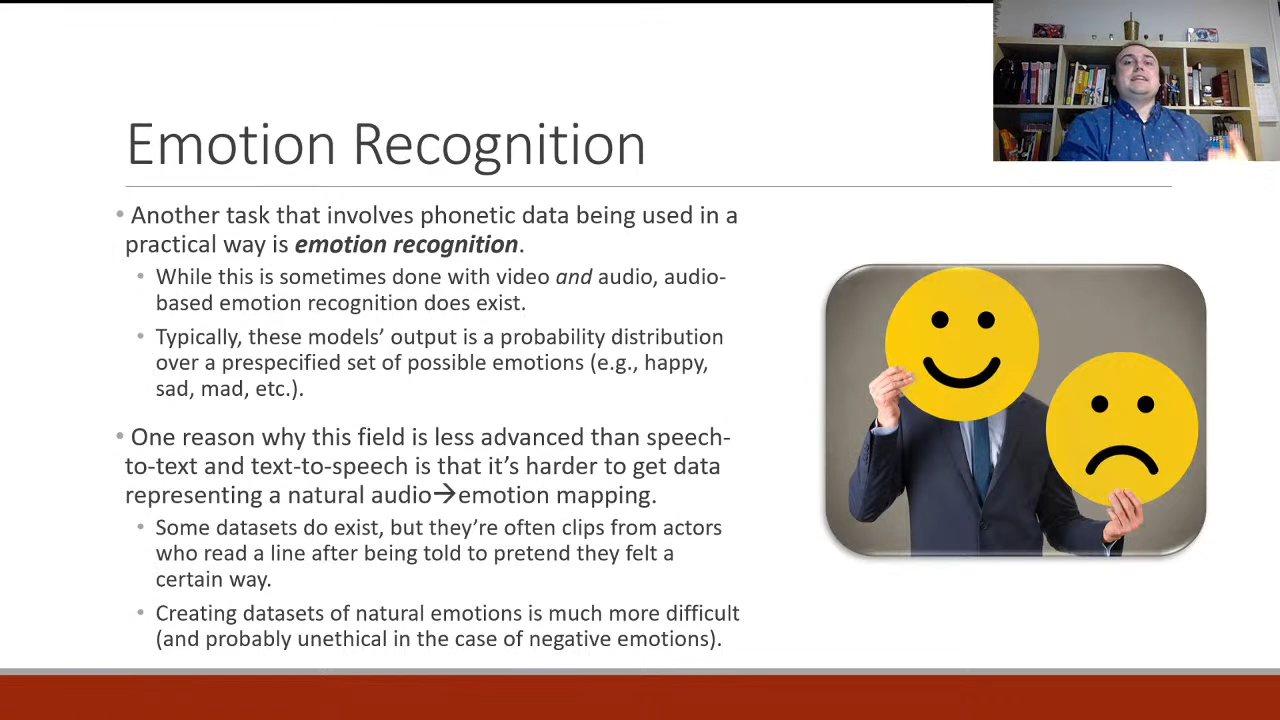 Emotion Recognition
• Another task that involves phonetic data being used in a
practical way is emotion recognition.
• While this is sometimes done with video and audio, audio-
based emotion recognition does exist.
• Typically, these models’ output is a probability distribution
over a prespecified set of possible emotions (e.g., happy,
sad, mad, etc.).
• One reason why this field is less advanced than speech-
to-text and text-to-speech is that it’s harder to get data
representing a natural audio→emotion mapping.
• Some datasets do exist, but they’re often clips from actors
who read a line after being told to pretend they felt a
certain way.
• Creating datasets of natural emotions is much more difficult
(and probably unethical in the case of negative emotions).